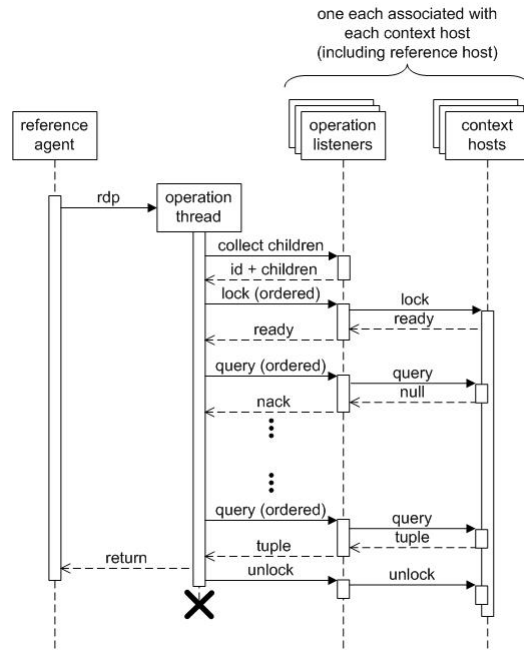 one each associated with
each context host
(including reference host)
reference
agent
operation
listeners
context
hosts
rdp
operation
thread
collect children
id + children
lock (ordered)
lock
ready
ready
query (ordered)
query
null
nack
query (ordered)
query
tuple
tuple
return
unlock
unlock